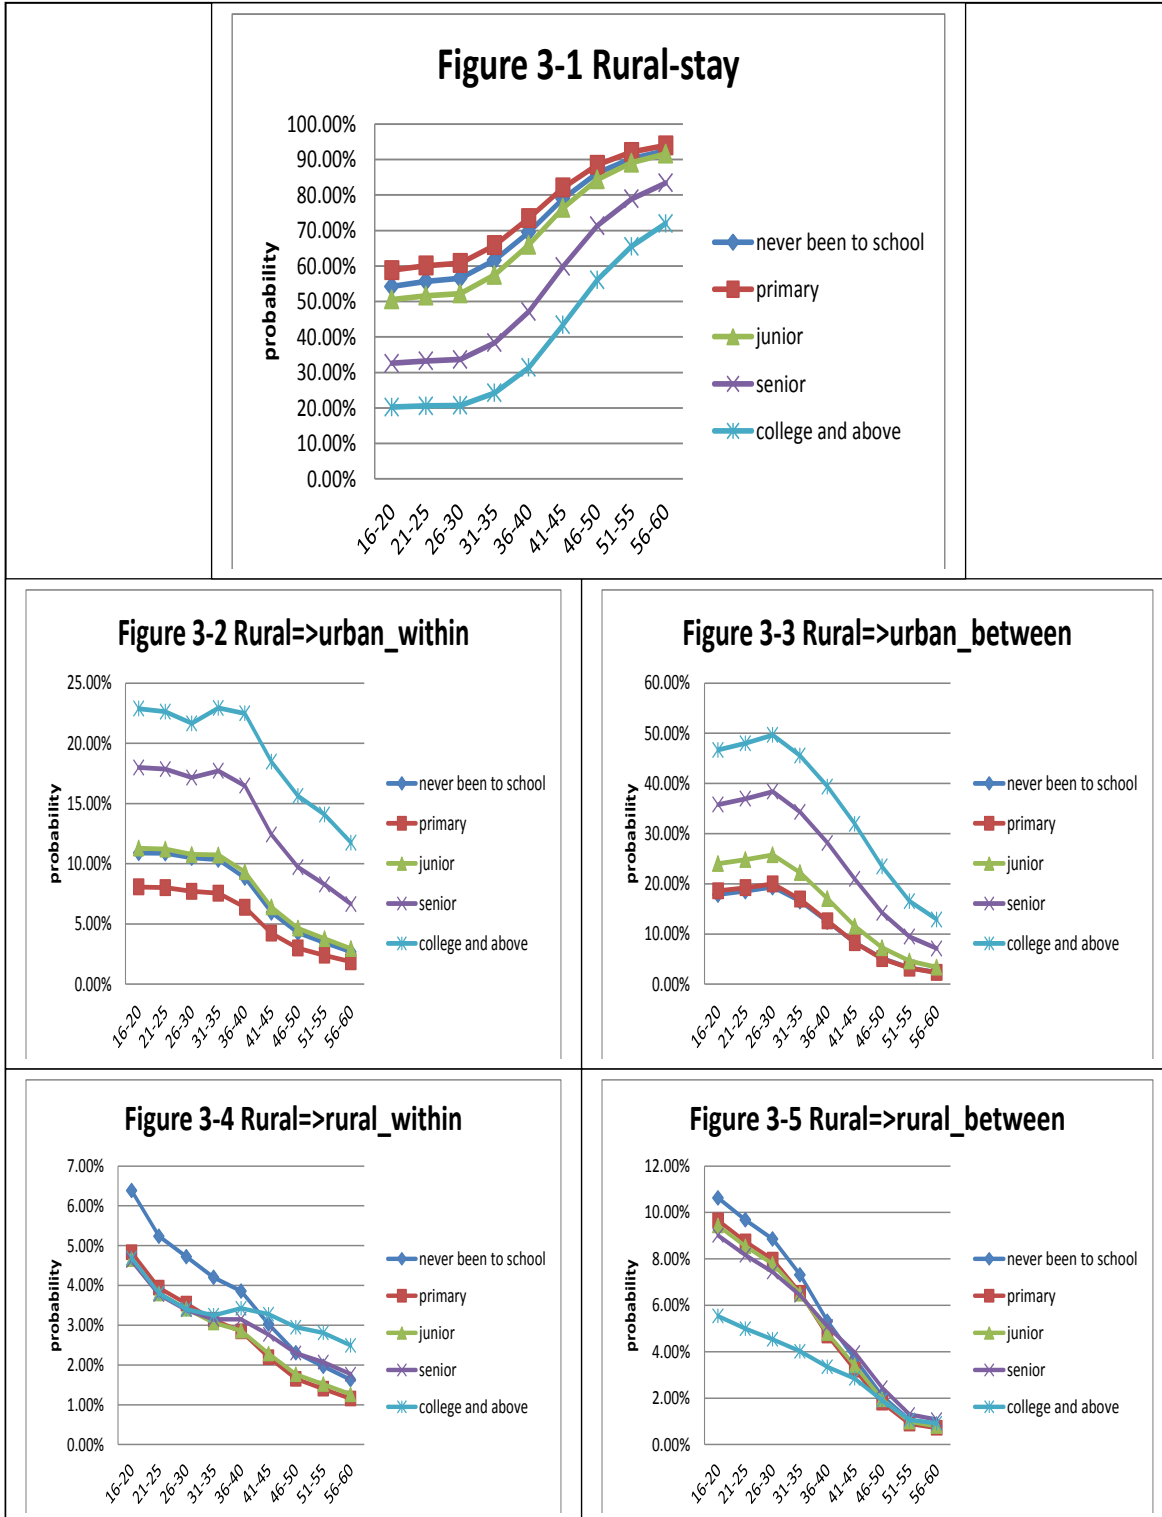 Figure 3-1 Rural-stay
probability
100.00%
90.00%
80.00%
70.00%
60.00%
50.00%
40.00%
30.00%
20.00%
10.00%
0.00%
16-20
21-25
26-30
31-35
36-40
41-45
46-50
51-55
56-60
never been to school
primary
junior
senior
college and above
Figure 3-2 Rural=>urban_within
probability
25.00%
20.00%
15.00%
10.00%
5.00%
0.00%
16-20
21-25
26-30
31-35
36-40
41-45
46-50
51-55
56-60
never been to school
primary
junior
senior
college and above
Figure 3-3 Rural=>urban_between
probability
60.00%
50.00%
40.00%
30.00%
20.00%
10.00%
0.00%
16-20
21-25
26-30
31-35
36-40
41-45
46-50
51-55
56-60
never been to school
primary
junior
senior
college and above
Figure 3-4 Rural=>rural_within
probability
7.00%
6.00%
5.00%
4.00%
3.00%
2.00%
1.00%
0.00%
16-20
21-25
26-30
31-35
36-40
41-45
46-50
51-55
56-60
never been to school
primary
junior
senior
college and above
Figure 3-5 Rural=>rural_between
probability
12.00%
10.00%
8.00%
6.00%
4.00%
2.00%
0.00%
16-20
21-25
26-30
31-35
36-40
41-45
46-50
51-55
56-60
never been to school
primary
junior
senior
college and above